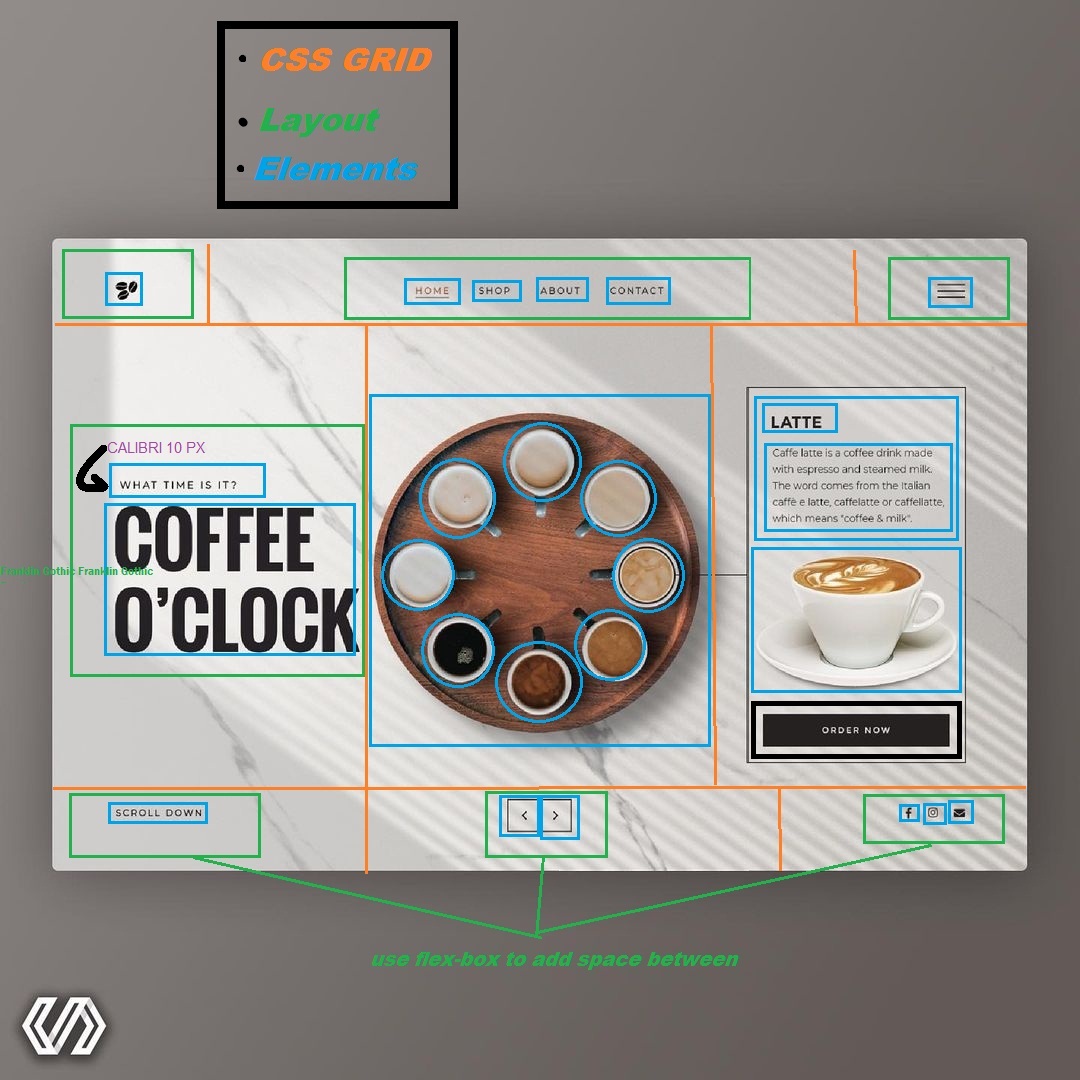 • CSS GRID
• Layout
• Elements
HOME SHOP ABOUT CONTACT
CALIBRI 10 PX
WHAT TIME IS IT?
COFFEE
O'CLOCK
Franklin Gothic Franklin Gothic
LATTE
Caffe latte is a coffee drink made
with espresso and steamed milk.
The word comes from the Italian
caffè e latte, caffelatte or caffellatte,
which means "coffee & milk".
ORDER NOW
SCROLL DOWN
use flex-box to add space between